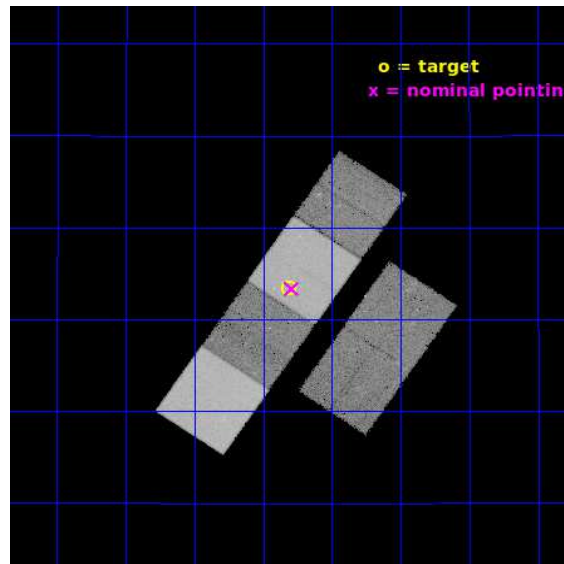 o = target
x = nominal pointin